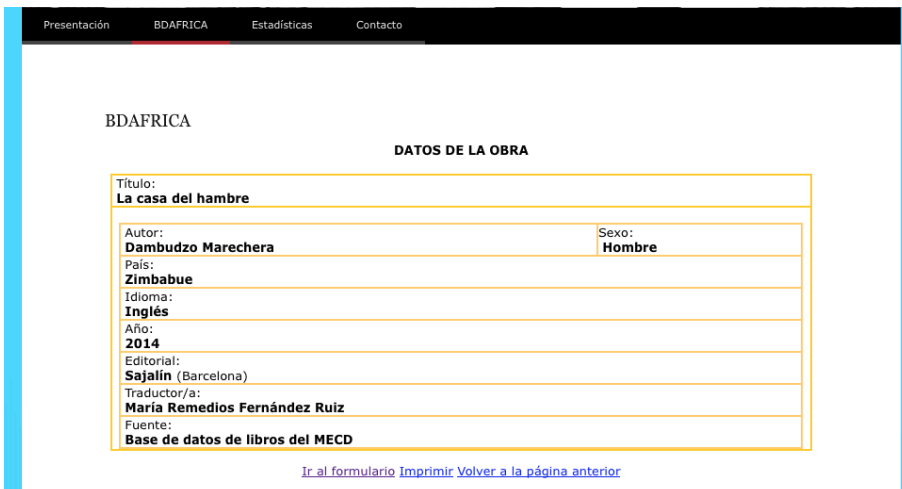 Presentación BDAFRICA Estadísticas Contacto
BDAFRICA
DATOS DE LA OBRA
Título:
La casa del hambre
Autor: Sexo:
Dambudzo Marechera Hombre
País:
Zimbabue
Idioma:
Inglés
Año:
2014
Editorial:
Sajalín (Barcelona)
Traductor/a:
María Remedios Fernández Ruiz
Fuente:
Base de datos de libros del MECD
Ir al formulario Imprimir Volver a la página anterior